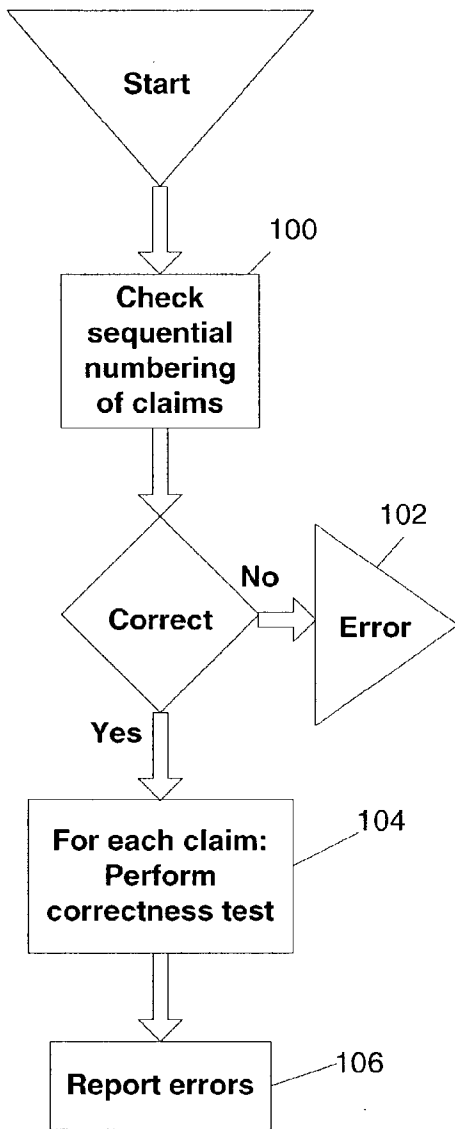 Start
100
Check
sequential
numbering
of claims
102
No
Correct
Error
Yes
104
For each claim:
Perform
correctness test
106
Report errors